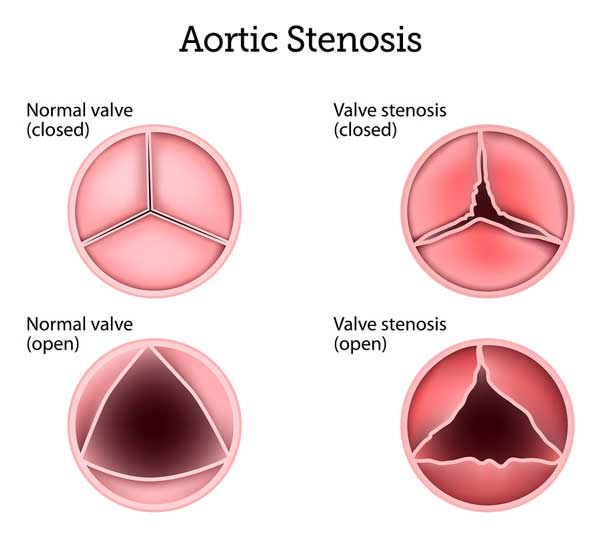 Aortic Stenosis
Normal valve
(closed)
Valve stenosis
(closed)
Normal valve
(open)
Valve stenosis
(open)